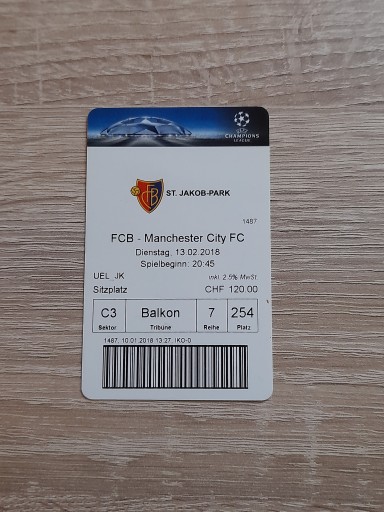 CHAMPIONS
LEAGUE
FCB
ST. JAKOB-PARK
1487
FCB - Manchester City FC
Dienstag, 13.02.2018
Spielbeginn: 20:45
UEL_JK inkl. 2.5% MwSt
Sitzplatz CHF 120.00
C3 Balkon 7 254
Sektor Tribüne Reihe Platz
1487, 10.01.2018 13:27, IKO-0